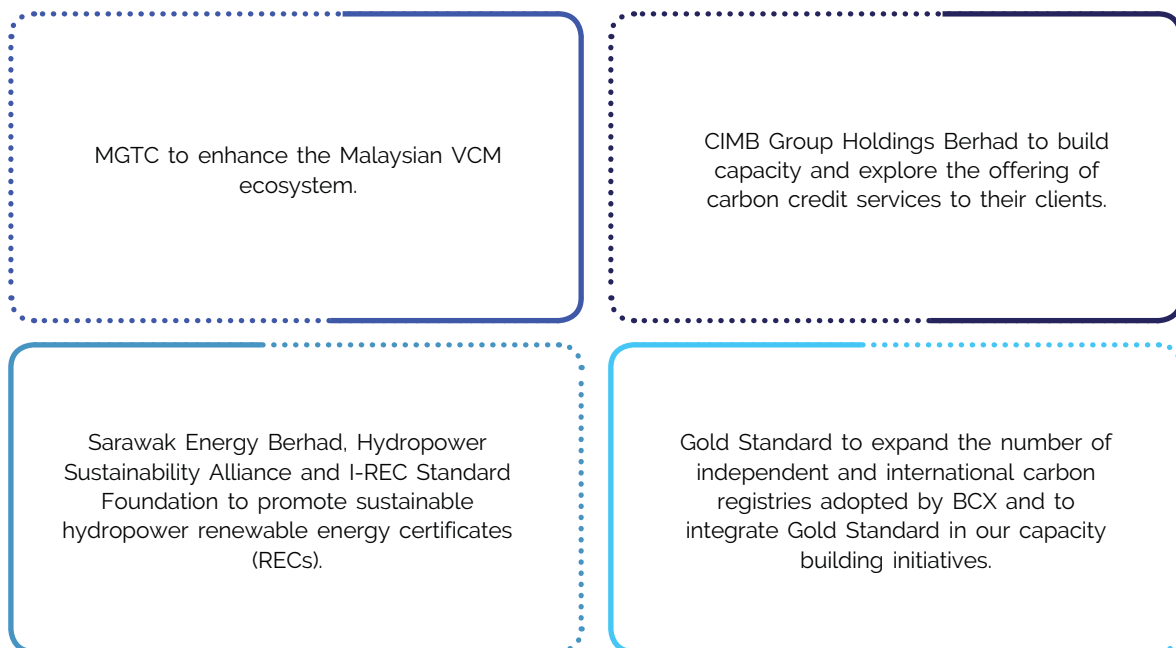 MGTC to enhance the Malaysian VCM
ecosystem.
CIMB Group Holdings Berhad to build
capacity and explore the offering of
carbon credit services to their clients.
Sarawak Energy Berhad, Hydropower
Sustainability Alliance and I-REC Standard
Foundation to promote sustainable
hydropower renewable energy certificates
(RECs).
Gold Standard to expand the number of
independent and international carbon
registries adopted by BCX and to
integrate Gold Standard in our capacity
building initiatives.